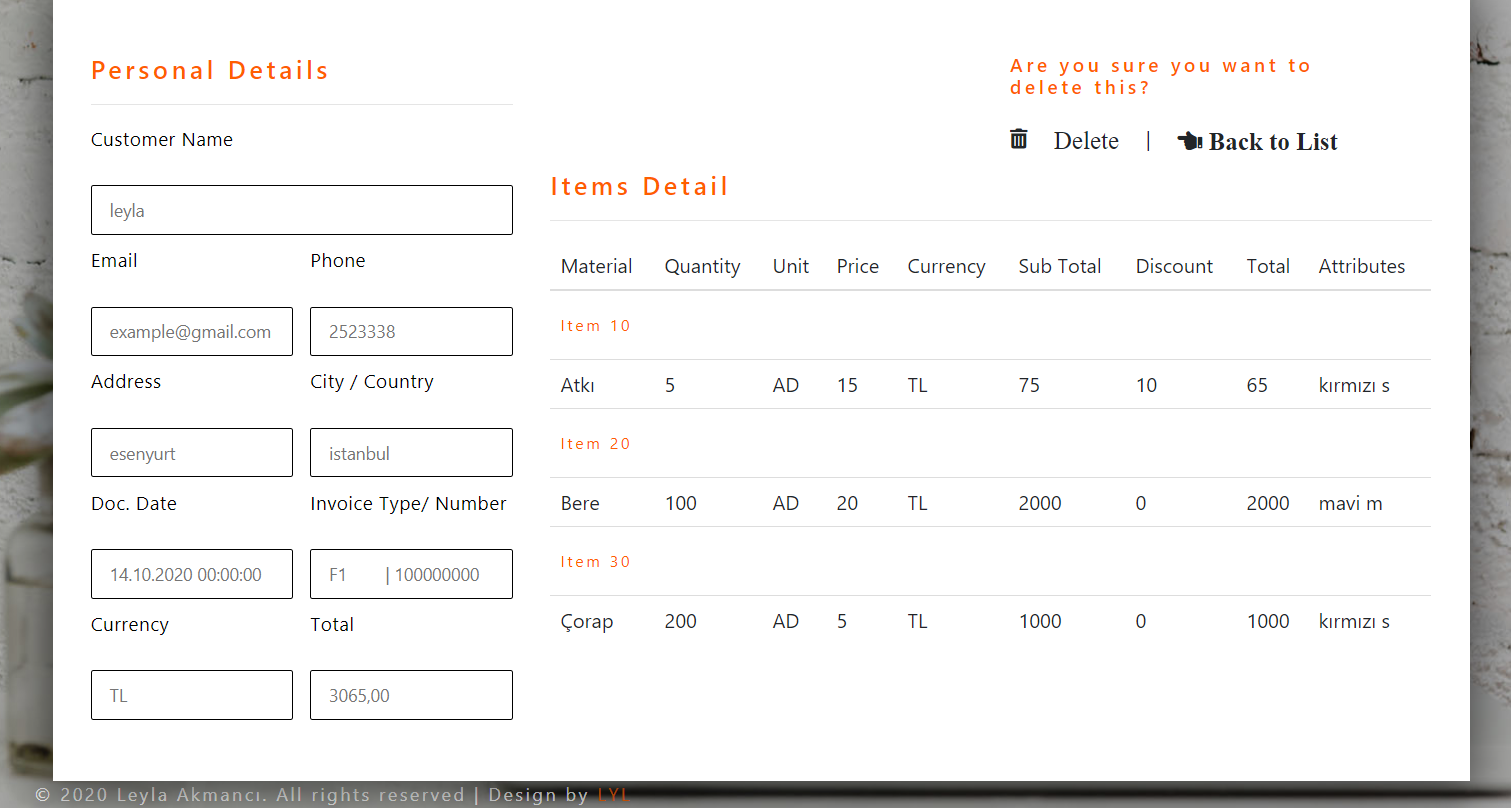 Personal Details
Customer Name
leyla
Email Phone
example@gmail.com 2523338
Address City / Country
esenyurt istanbul
Doc. Date Invoice Type/ Number
14.10.2020 00:00:00 F1 | 100000000
Currency Total
TL 3065,00
Are you sure you want to
delete this?
Delete | Back to List
Items Detail
Material Quantity Unit Price Currency Sub Total Discount Total Attributes
Item 10
Atkı 5 AD 15 TL 75 10 65 kırmızı s
Item 20
Bere 100 AD 20 TL 2000 0 2000 mavi m
Item 30
Çorap 200 AD 5 TL 1000 0 1000 kırmızı s
© 2020 Leyla Akmancı. All rights reserved | Design by LYL